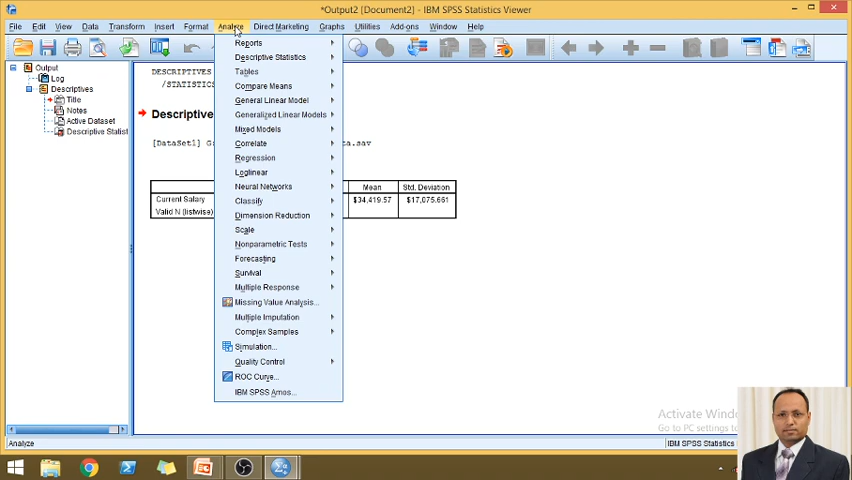 *Output2 [Document2] - IBM SPSS Statistics Viewer
File Edit View Data Transform Insert Format Analyze Direct Marketing Graphs Utilities Add-ons Window Help
Output
Log
Descriptives
Title
Notes
Active Dataset
Descriptive Statist
DESCRIPTIVES
/STATISTICS
Descriptive
[DataSet1]
ta.sav
Mean Std. Deviation
Current Salary $34,419.57 $17,075.661
Valid N (listwise)
Reports
Descriptive Statistics
Tables
Compare Means
General Linear Model
Generalized Linear Models
Mixed Models
Correlate
Regression
Loglinear
Neural Networks
Classify
Dimension Reduction
Scale
Nonparametric Tests
Forecasting
Survival
Multiple Response
Missing Value Analysis...
Multiple Imputation
Complex Samples
Simulation...
Quality Control
ROC Curve...
IBM SPSS Amos...
Activate Windo
Go to PC settings to
Analyze
IBM SPSS Statistics